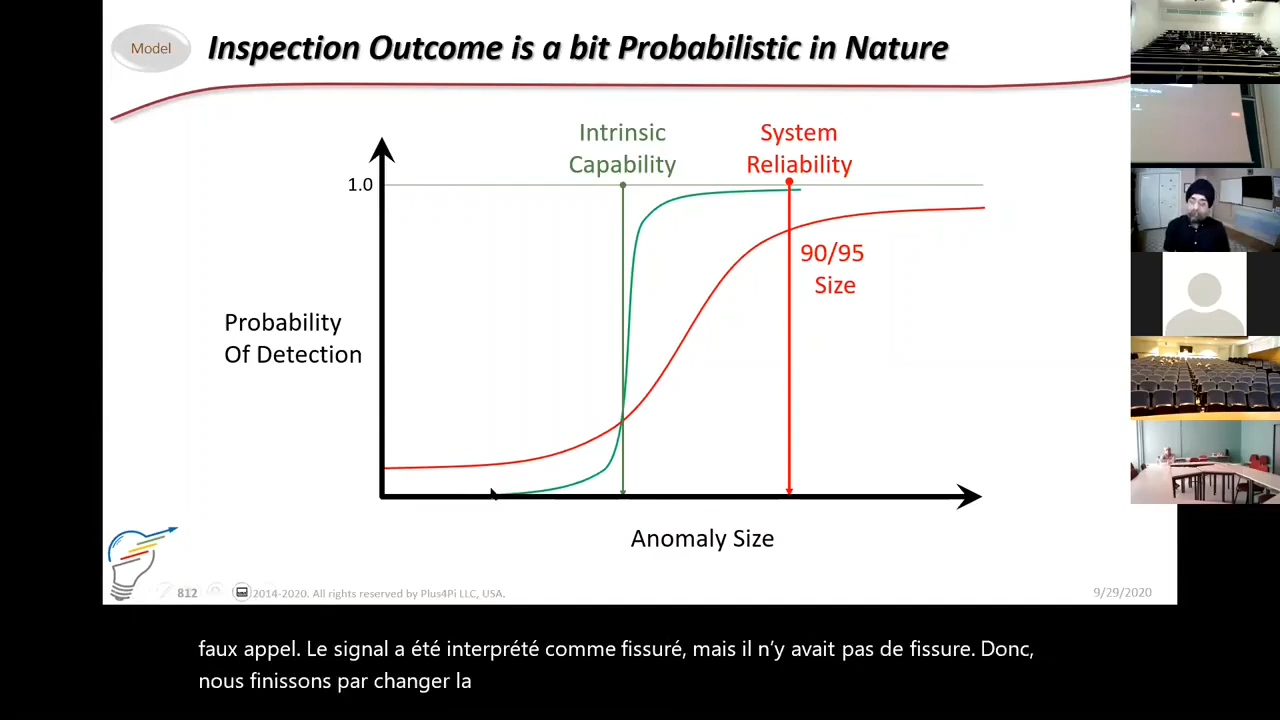 Model
Inspection Outcome is a bit Probabilistic in Nature
Intrinsic
Capability
System
Reliability
1.0
90/95
Size
Probability
Of Detection
Anomaly Size
812
2014-2020. All rights reserved by Plus4Pi LLC, USA.
9/29/2020
faux appel. Le signal a été interprété comme fissuré, mais il n’y avait pas de fissure. Donc,
nous finissons par changer la